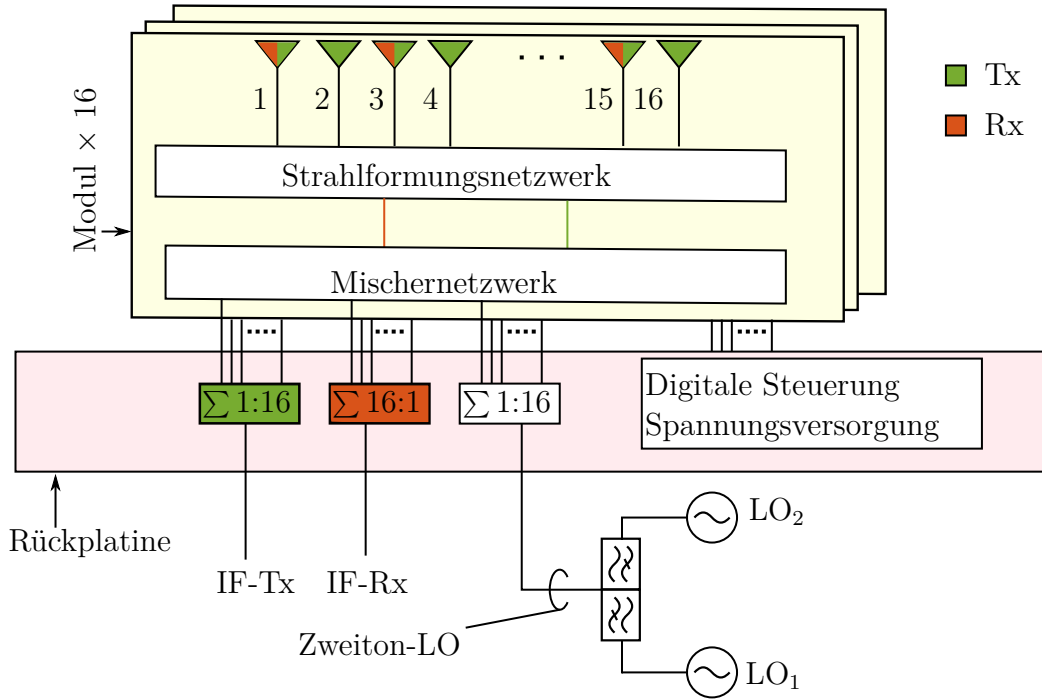 Tx
Rx
1 2 3 4 · · · 15 16
Strahlformungsnetzwerk
Modul × 16
Mischernetzwerk
∑ 1:16
∑ 16:1
∑ 1:16
Digitale Steuerung
Spannungsversorgung
Rückplatine
IF-Tx
IF-Rx
LO₂
Zweiton-LO
LO₁